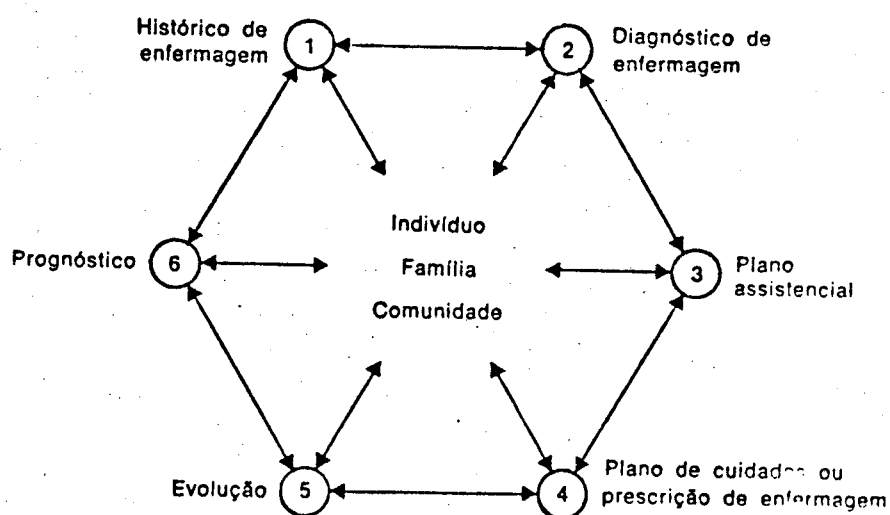 Histórico de
enfermagem
1
2
Diagnóstico de
enfermagem
Indivíduo
Família
Comunidade
Prognóstico
6
3
Plano
assistencial
Evolução
5
4
Plano de cuidados ou
prescrição de enfermagem